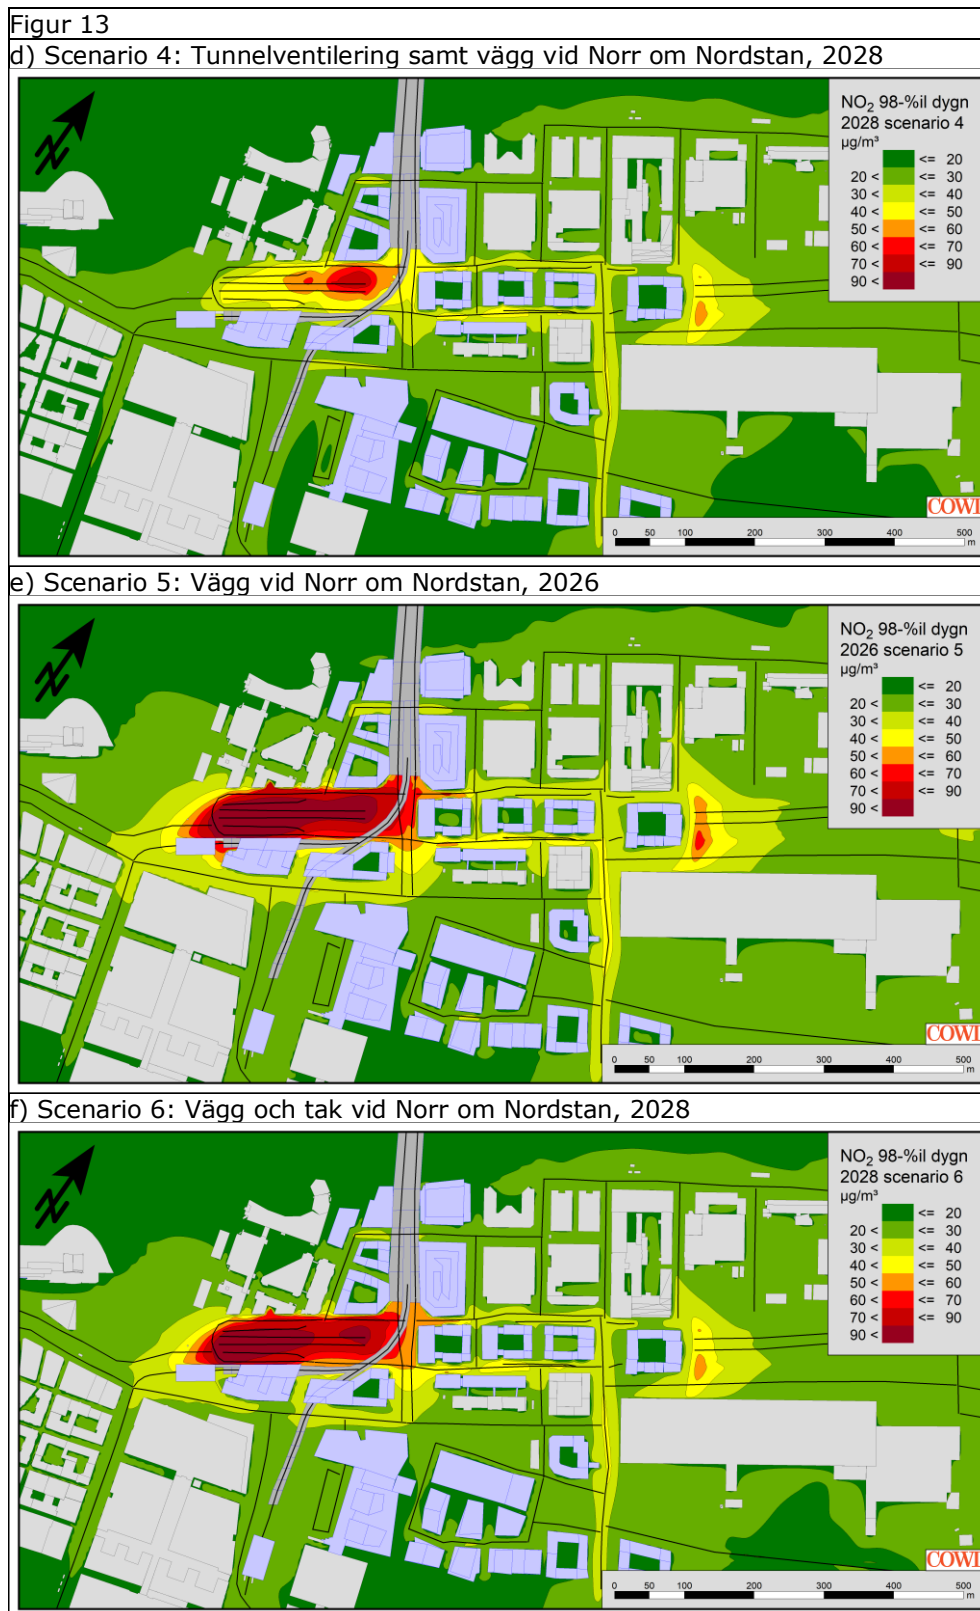 Figur 13
d) Scenario 4: Tunnelventilering samt vägg vid Norr om Nordstan, 2028
NO2 98-%il dygn
2028 scenario 4
µg/m³
<= 20
20 < <= 30
30 < <= 40
40 < <= 50
50 < <= 60
60 < <= 70
70 < <= 90
90 <
COWI
0 50 100 200 300 400 500
m
e) Scenario 5: Vägg vid Norr om Nordstan, 2026
NO2 98-%il dygn
2026 scenario 5
µg/m³
<= 20
20 < <= 30
30 < <= 40
40 < <= 50
50 < <= 60
60 < <= 70
70 < <= 90
90 <
COWI
0 50 100 200 300 400 500
m
f) Scenario 6: Vägg och tak vid Norr om Nordstan, 2028
NO2 98-%il dygn
2028 scenario 6
µg/m³
<= 20
20 < <= 30
30 < <= 40
40 < <= 50
50 < <= 60
60 < <= 70
70 < <= 90
90 <
COWI
0 50 100 200 300 400 500
m